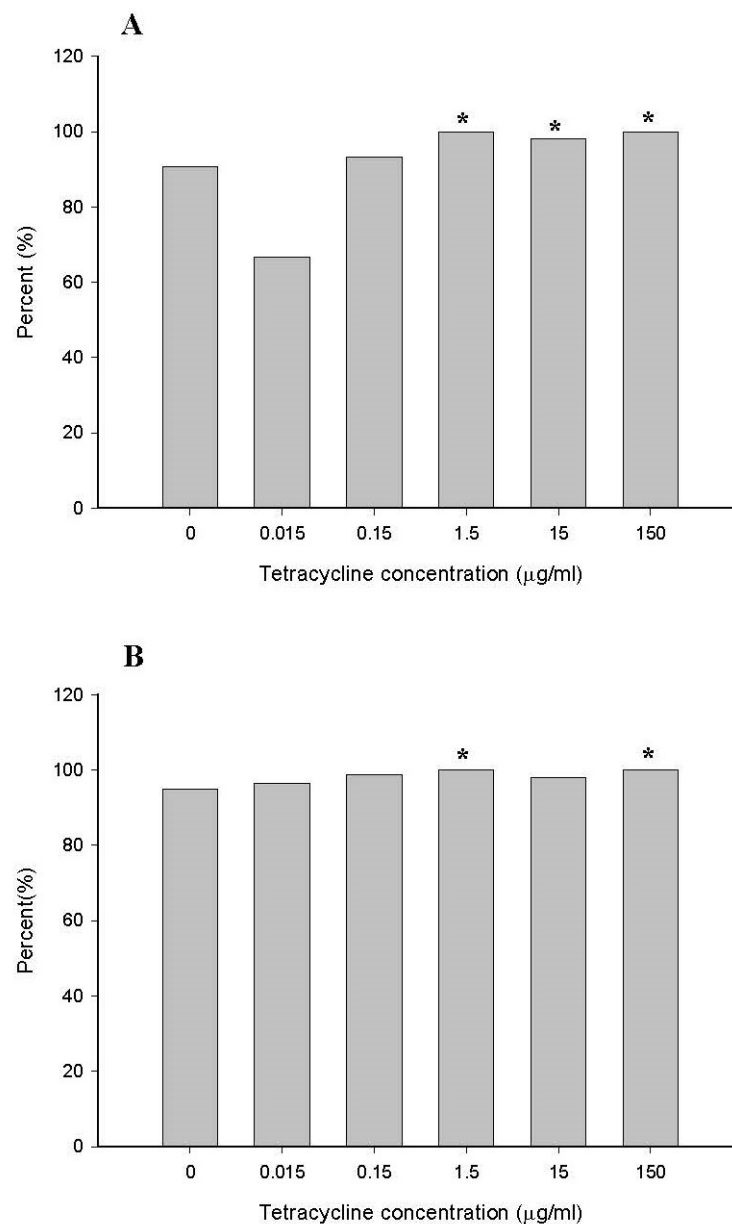 A
120
100
80
60
40
20
0
Percent (%)
* * *
0 0.015 0.15 1.5 15 150
Tetracycline concentration (μg/ml)
B
120
100
80
60
40
20
0
Percent(%)
* *
0 0.015 0.15 1.5 15 150
Tetracycline concentration (μg/ml)